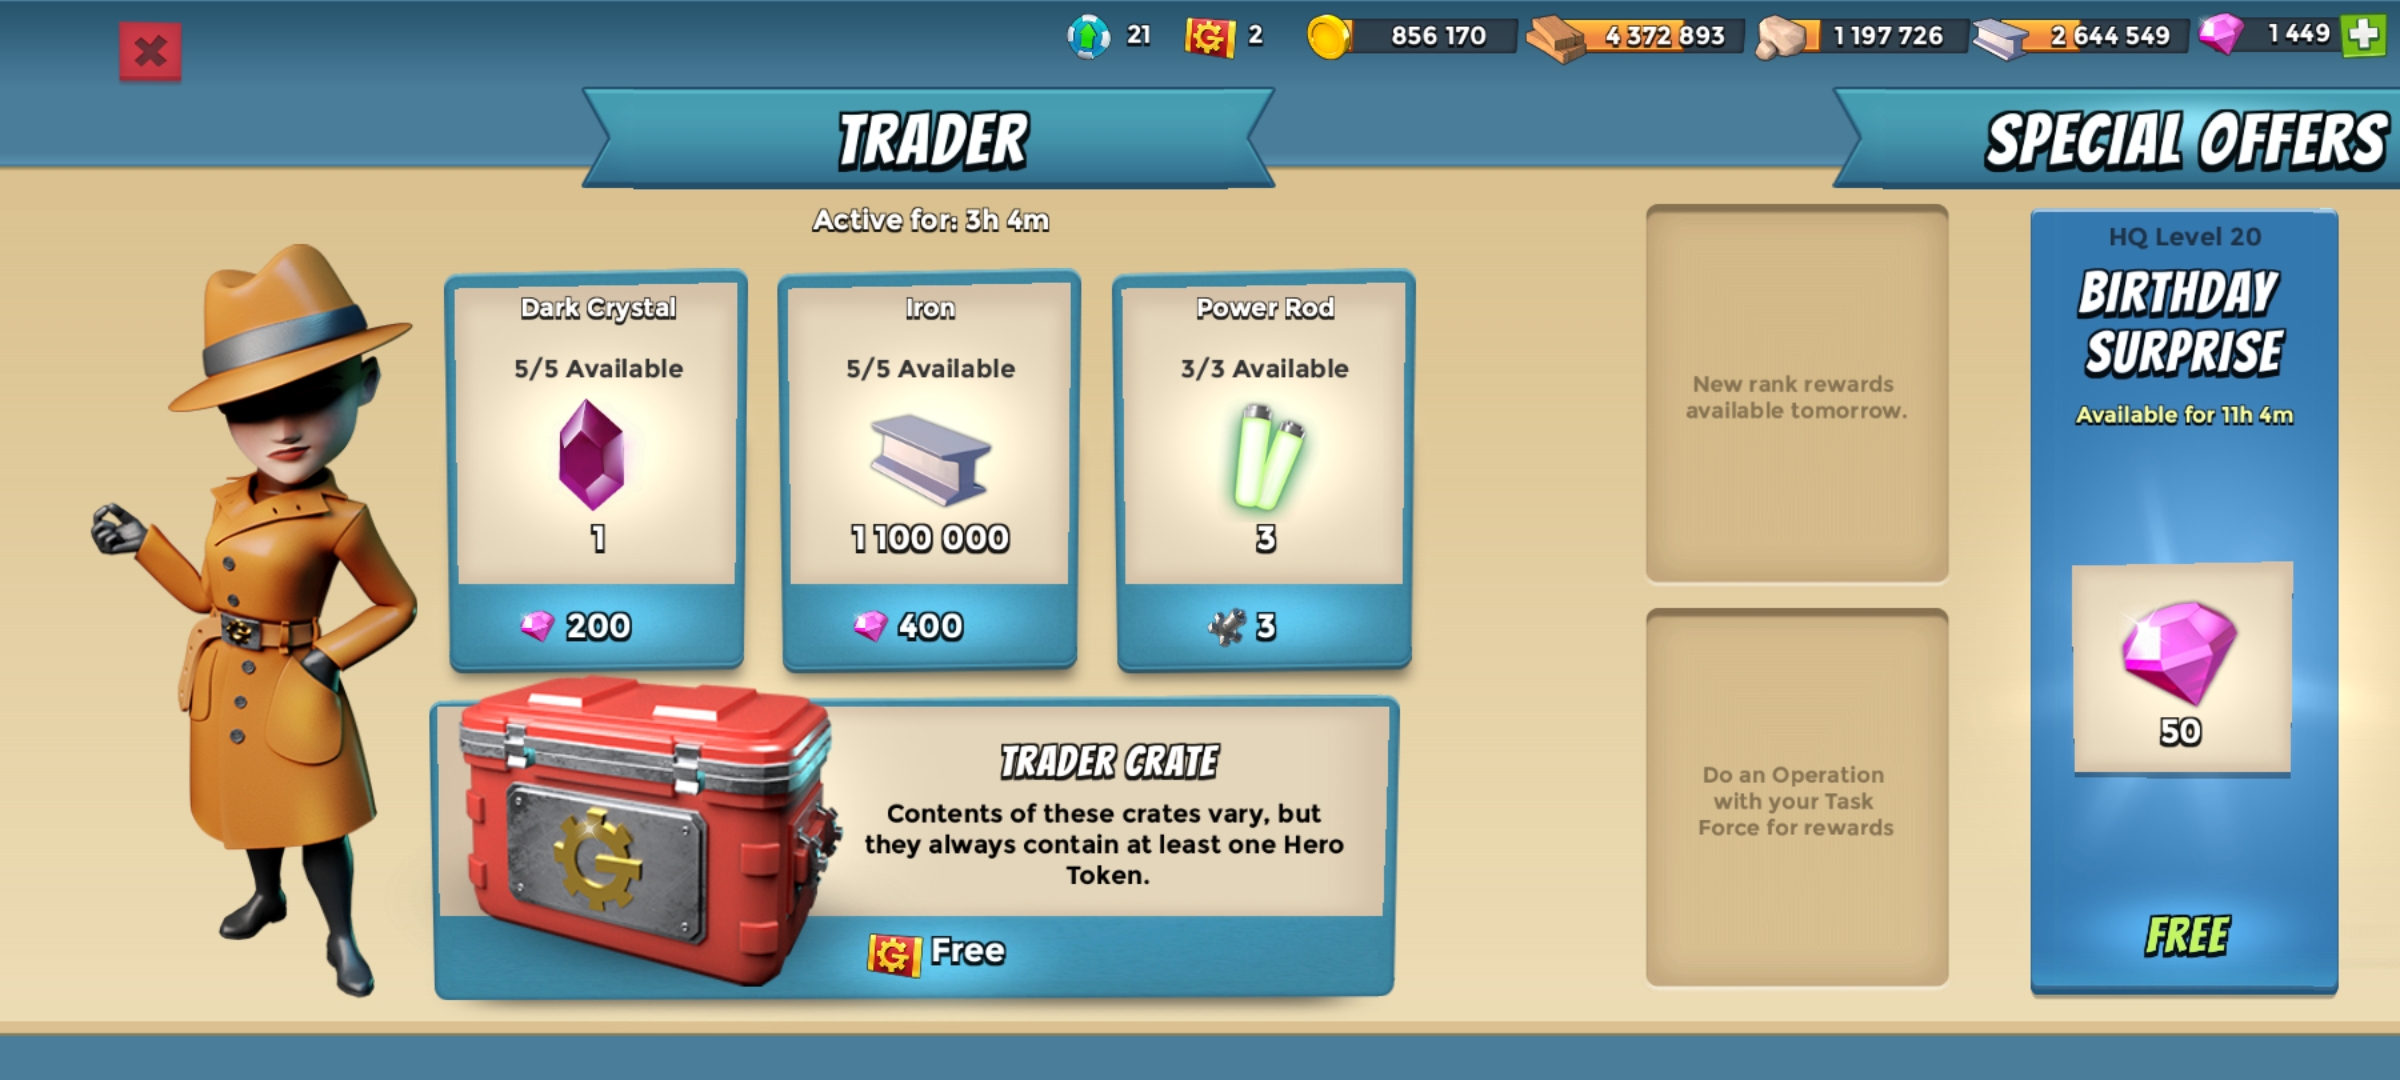 21
2
856 170
4 372 893
1 197 726
2 644 549
1 449
TRADER
SPECIAL OFFERS
Active for: 3h 4m
Dark Crystal
5/5 Available
1
200
Iron
5/5 Available
1 100 000
400
Power Rod
3/3 Available
3
3
TRADER CRATE
Contents of these crates vary, but
they always contain at least one Hero
Token.
Free
New rank rewards
available tomorrow.
Do an Operation
with your Task
Force for rewards
HQ Level 20
BIRTHDAY
SURPRISE
Available for 11h 4m
50
FREE